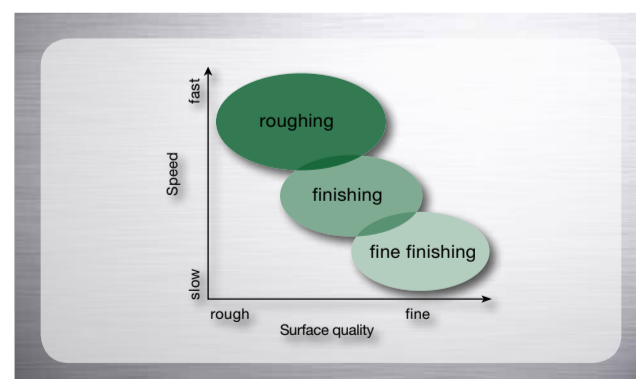 fast
roughing
Speed
finishing
fine finishing
slow
rough
fine
Surface quality